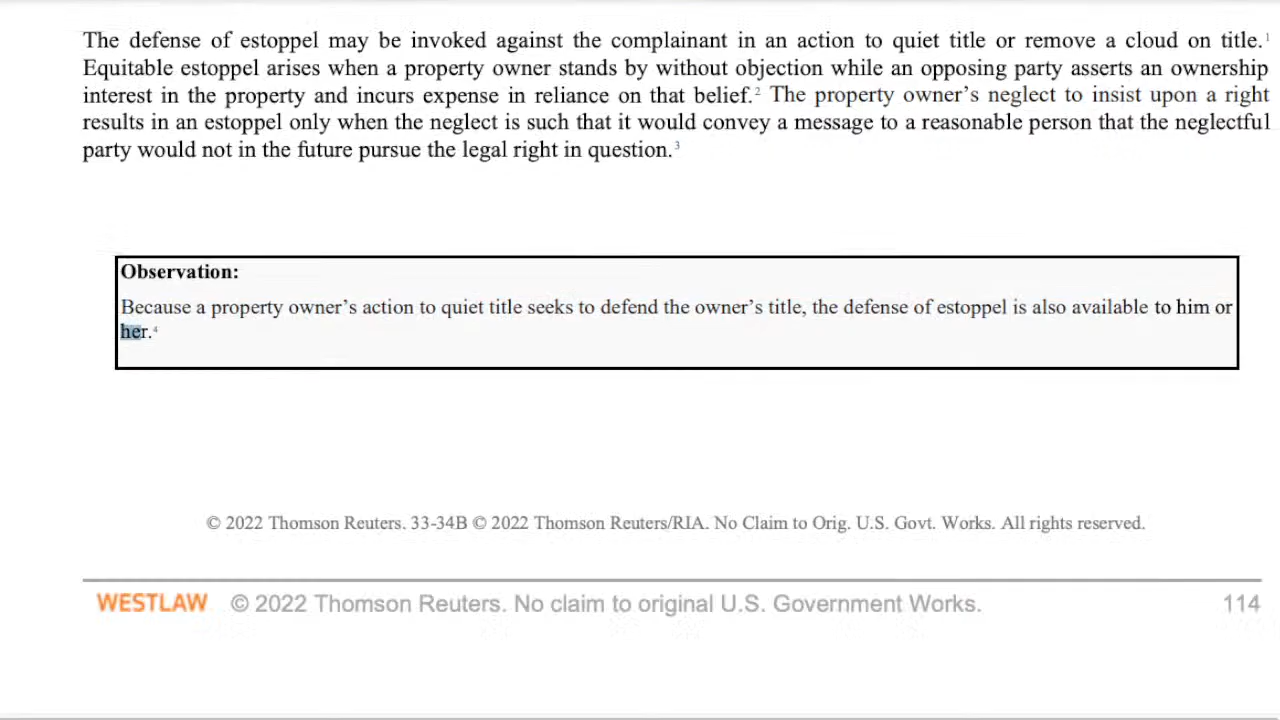 The defense of estoppel may be invoked against the complainant in an action to quiet title or remove a cloud on title.¹
Equitable estoppel arises when a property owner stands by without objection while an opposing party asserts an ownership
interest in the property and incurs expense in reliance on that belief.² The property owner’s neglect to insist upon a right
results in an estoppel only when the neglect is such that it would convey a message to a reasonable person that the neglectful
party would not in the future pursue the legal right in question.³
Observation:
Because a property owner’s action to quiet title seeks to defend the owner’s title, the defense of estoppel is also available to him or
her.⁴
© 2022 Thomson Reuters. 33-34B © 2022 Thomson Reuters/RIA. No Claim to Orig. U.S. Govt. Works. All rights reserved.
WESTLAW © 2022 Thomson Reuters. No claim to original U.S. Government Works. 114